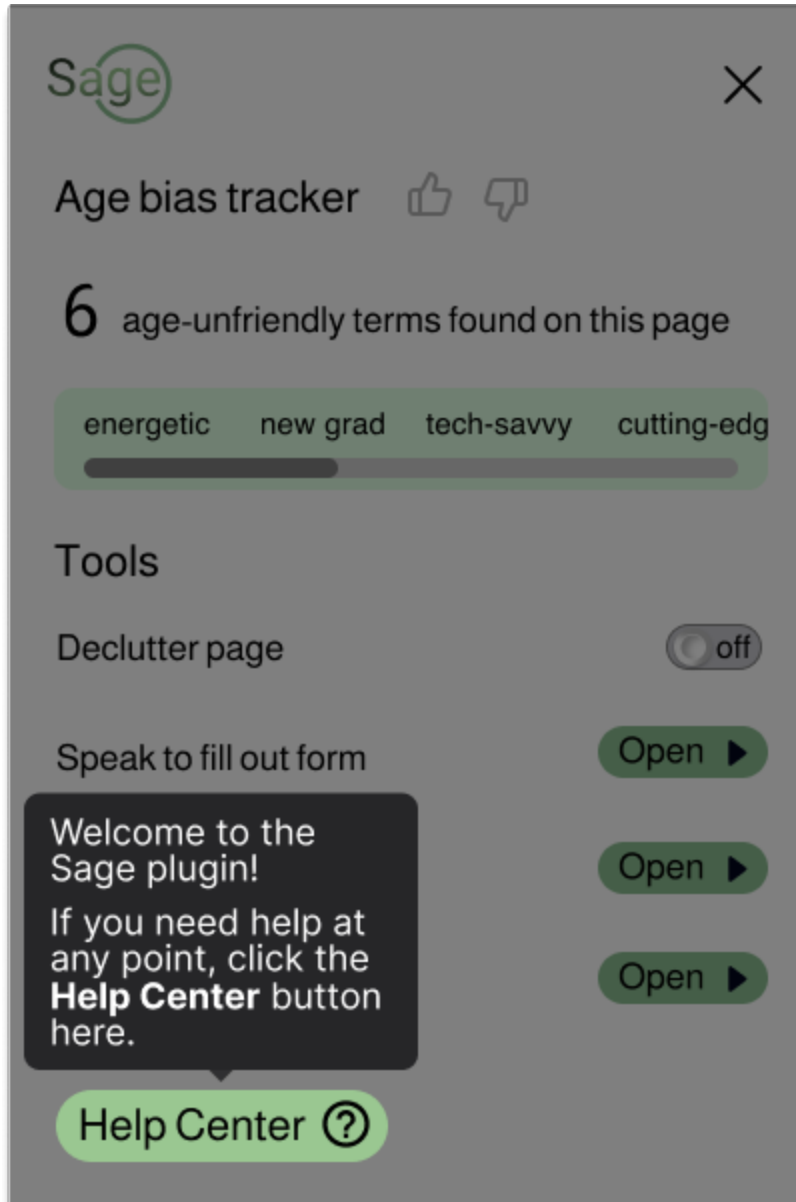 Sage
Age bias tracker
6 age-unfriendly terms found on this page
energetic new grad tech-savvy cutting-edg
Tools
Declutter page off
Speak to fill out form Open
Open
Open
Welcome to the
Sage plugin!
If you need help at
any point, click the
Help Center button
here.
Help Center ?